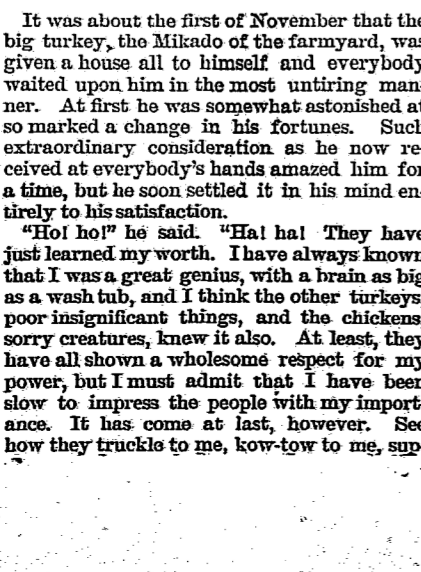 It was about the first of November that the
big turkey, the Mikado of the farmyard, was
given a house all to himself and everybody
waited upon him in the most untiring man
ner. At first he was somewhat astonished at
so marked a change in his fortunes. Such
extraordinary consideration as he now re
ceived at everybody's hands amazed him for
a time, but he soon settled it in his mind en
tirely to his satisfaction.
"Ho! ho!" he said. "Ha! ha! They have
just learned my worth. I have always known
that I was a great genius, with a brain as big
as a wash tub, and I think the other turkeys
poor insignificant things, and the chickens
sorry creatures, knew it also. At least, they
have all shown a wholesome respect for my
power, but I must admit that I have been
slow to impress the people with my import
ance. It has come at last, however. See
how they truckle to me, kow-tow to me, sup